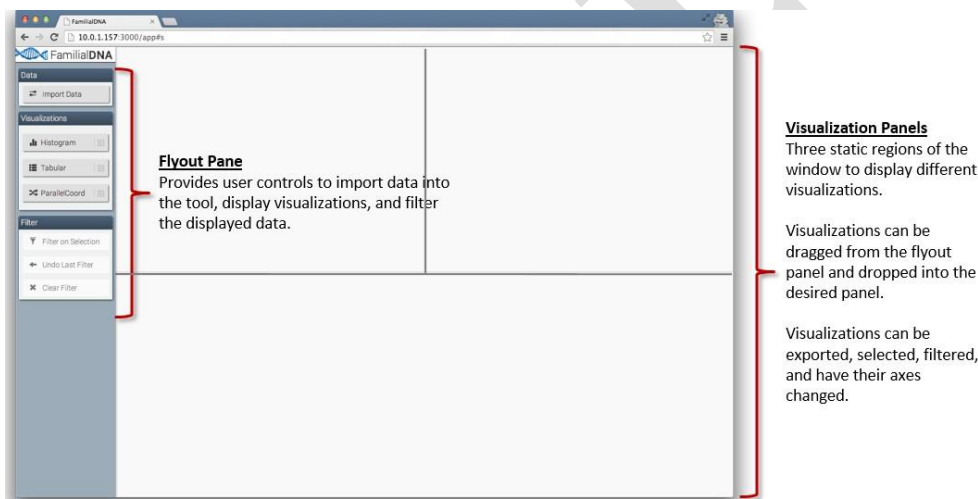 FamilialDNA
10.0.1.157:3000/app#s
FamilialDNA
Data
Import Data
Visualizations
Histogram
Tabular
ParallelCoord
Filter
Filter on Selection
Undo Last Filter
Clear Filter
Flyout Pane
Provides user controls to import data into
the tool, display visualizations, and filter
the displayed data.
Visualization Panels
Three static regions of the
window to display different
visualizations.
Visualizations can be
dragged from the flyout
panel and dropped into the
desired panel.
Visualizations can be
exported, selected, filtered,
and have their axes
changed.